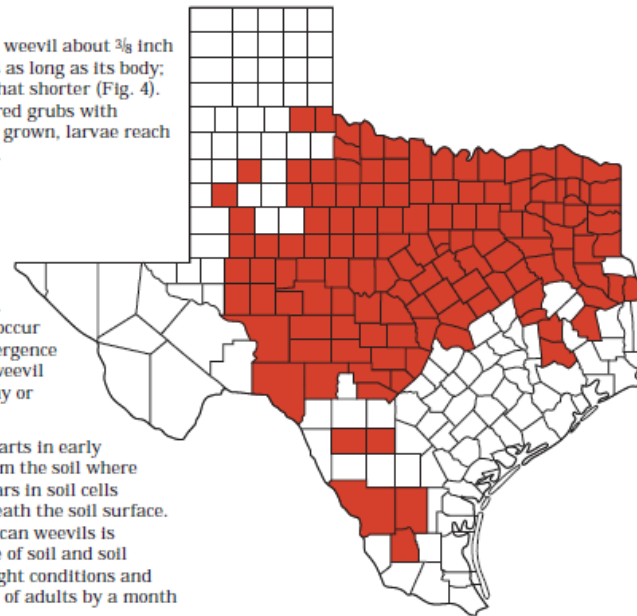 weevil about 3/8 inch
as long as its body;
hat shorter (Fig. 4).
red grubs with
grown, larvae reach
occur
ergence
weevil
y or
arts in early
m the soil where
ars in soil cells
eath the soil surface.
can weevils is
e of soil and soil
ght conditions and
of adults by a month